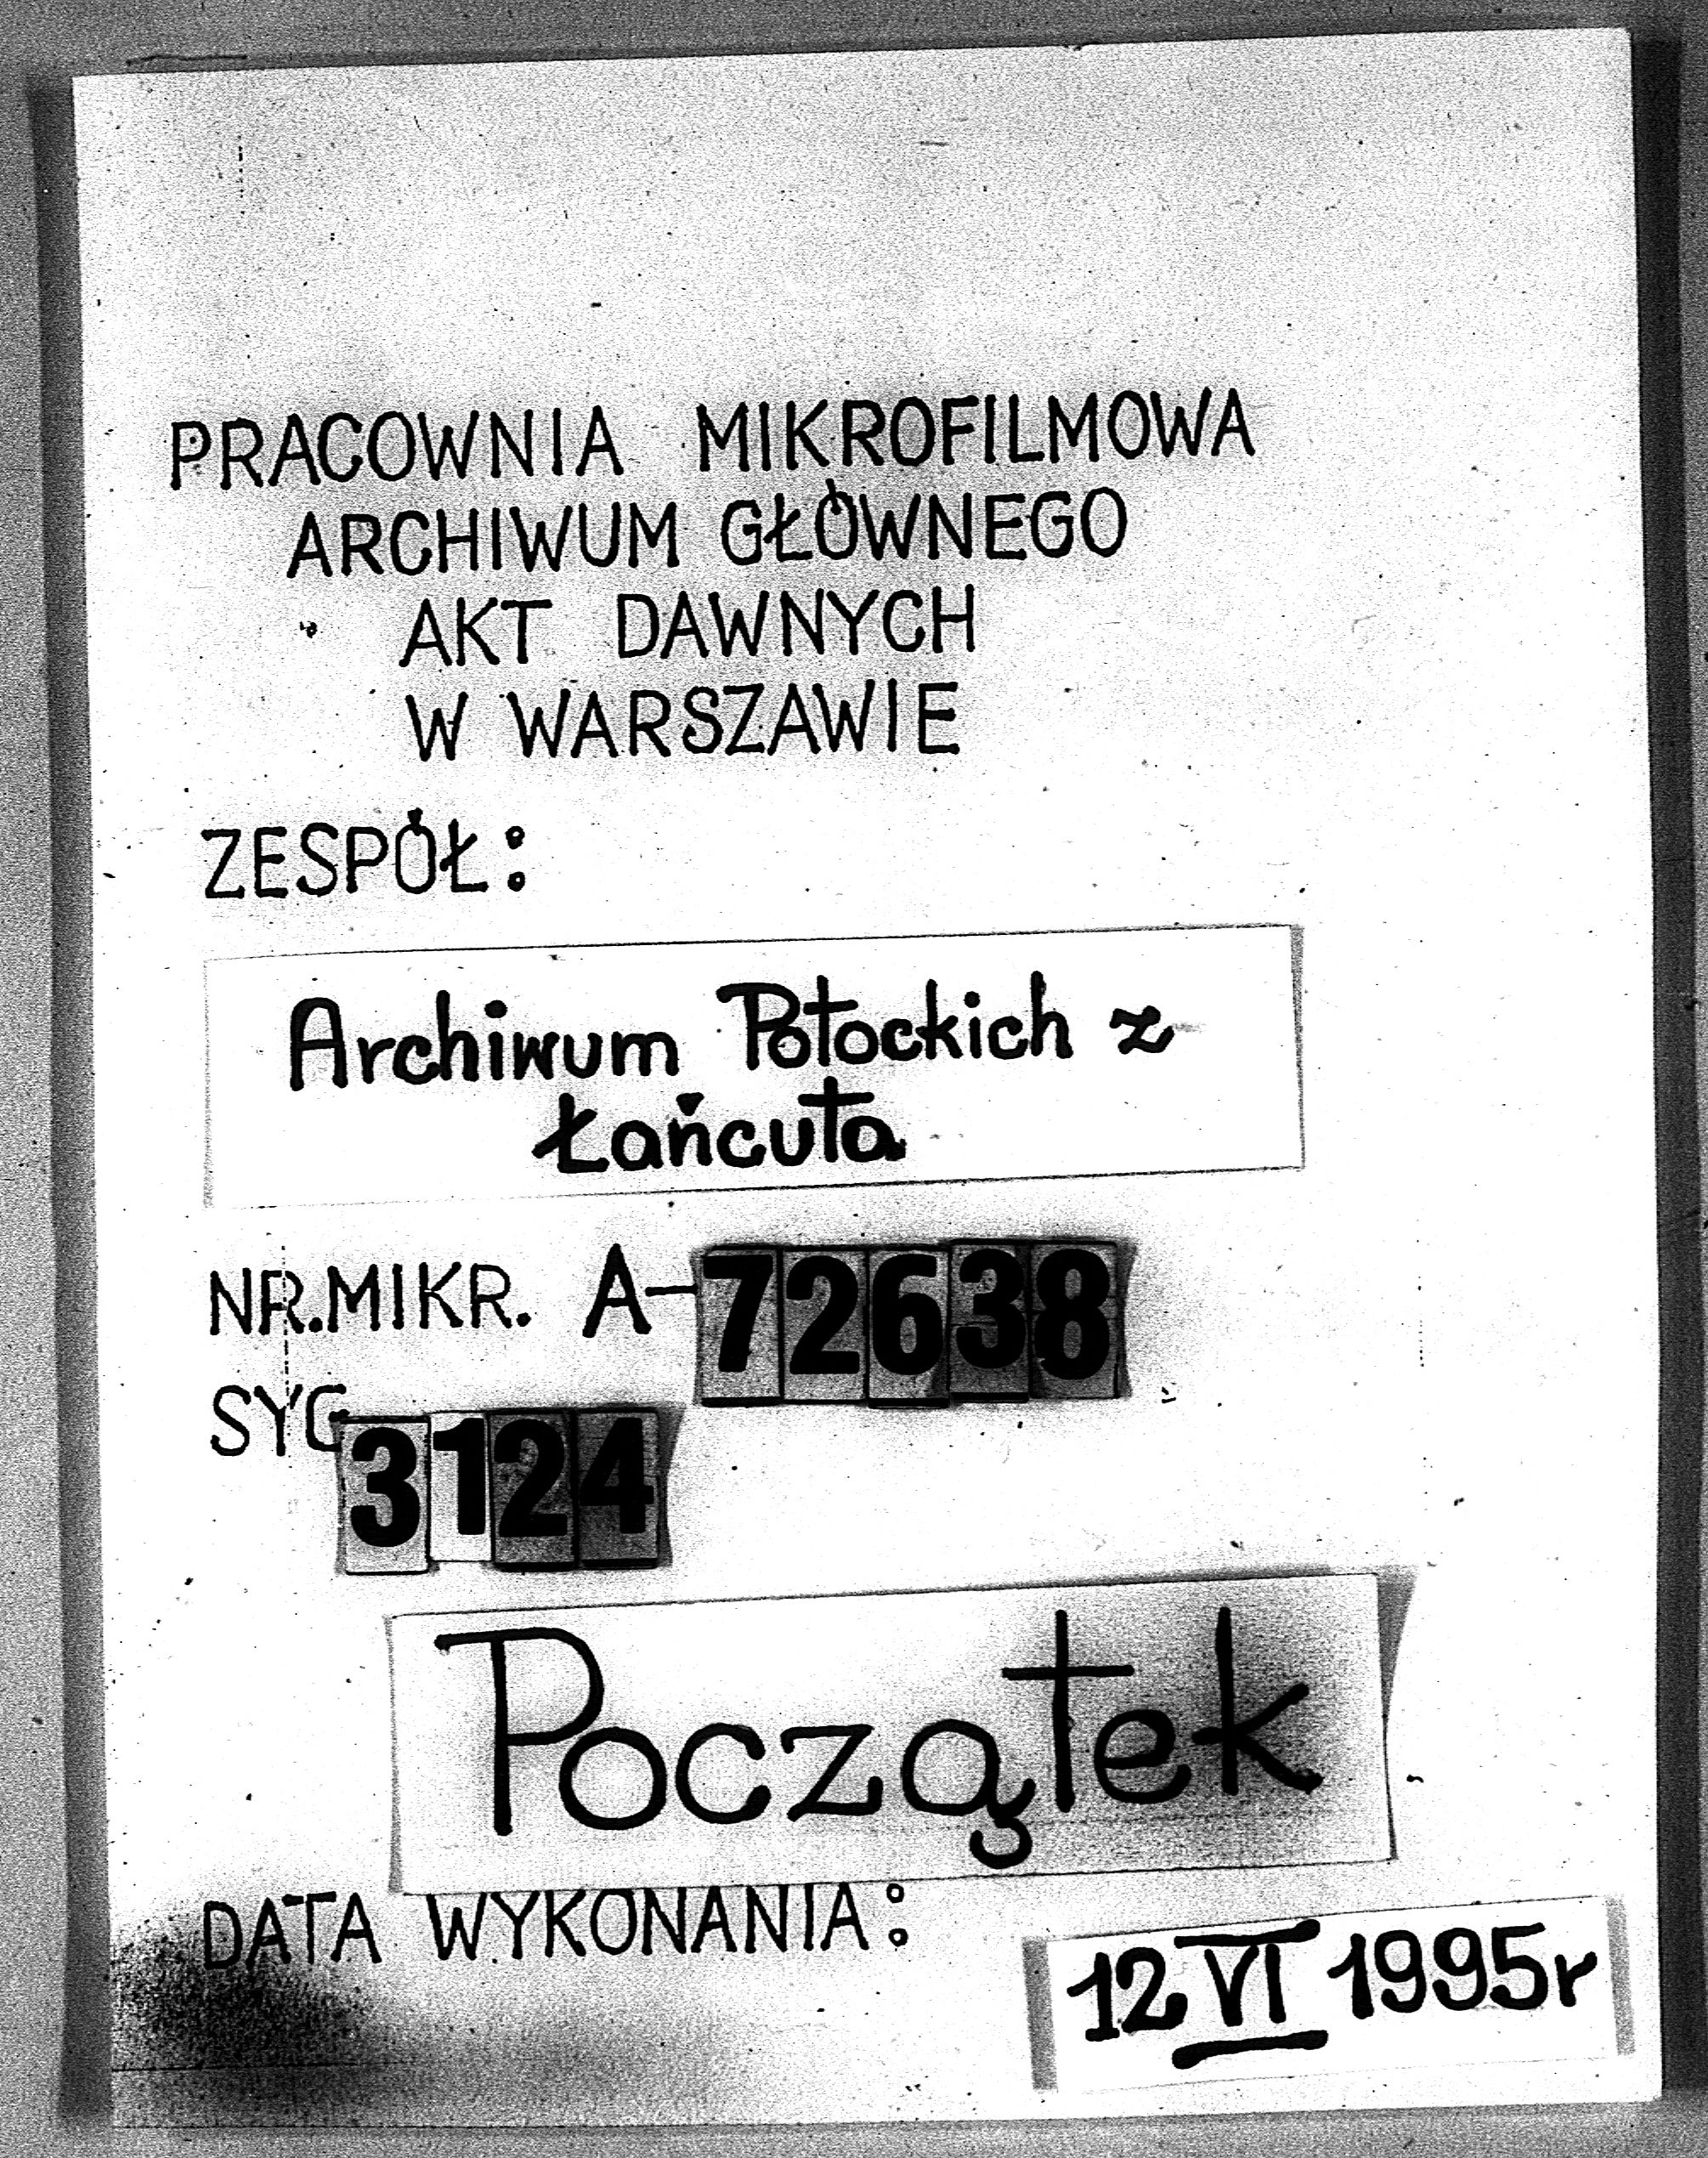 PRACOWNIA MIKROFILMOWA
ARCHIWUM GŁÓWNEGO
AKT DAWNYCH
W WARSZAWIE
ZESPÓŁ:
Archiwum Potockich z
Łańcuta
NR.MIKR. A-72638
SYG 3124
Początek
DATA WYKONANIA:
12 VI 1995r